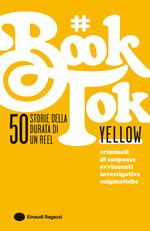 #
Book
Tok
50
STORIE DELLA
DURATA DI
UN REEL
YELLOW
criminali
di suspense
avvincenti
investigative
enigmatiche
Einaudi Ragazzi